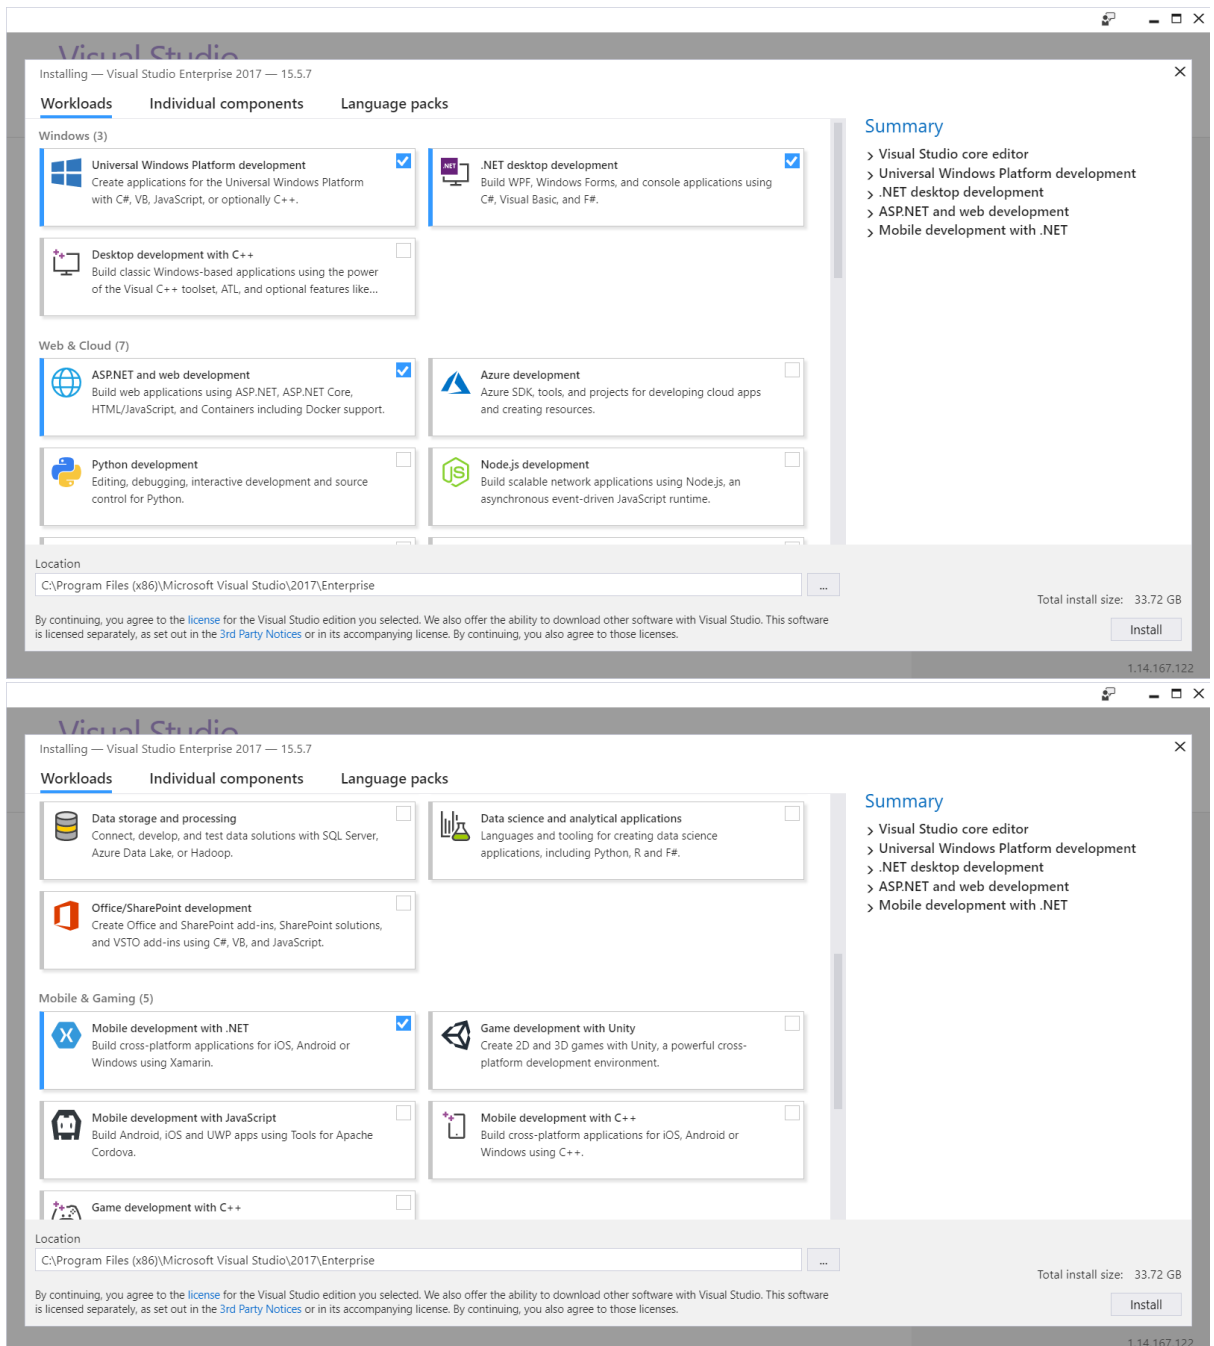 Visual Studio
Installing — Visual Studio Enterprise 2017 — 15.5.7
Workloads Individual components Language packs
Windows (3)
Universal Windows Platform development
Create applications for the Universal Windows Platform
with C#, VB, JavaScript, or optionally C++.
.NET desktop development
Build WPF, Windows Forms, and console applications using
C#, Visual Basic, and F#.
Desktop development with C++
Build classic Windows-based applications using the power
of the Visual C++ toolset, ATL, and optional features like...
Web & Cloud (7)
ASP.NET and web development
Build web applications using ASP.NET, ASP.NET Core,
HTML/JavaScript, and Containers including Docker support.
Azure development
Azure SDK, tools, and projects for developing cloud apps
and creating resources.
Python development
Editing, debugging, interactive development and source
control for Python.
Node.js development
Build scalable network applications using Node.js, an
asynchronous event-driven JavaScript runtime.
Summary
Visual Studio core editor
Universal Windows Platform development
.NET desktop development
ASP.NET and web development
Mobile development with .NET
Location
C:\Program Files (x86)\Microsoft Visual Studio\2017\Enterprise
...
Total install size: 33.72 GB
By continuing, you agree to the license for the Visual Studio edition you selected. We also offer the ability to download other software with Visual Studio. This software
is licensed separately, as set out in the 3rd Party Notices or in its accompanying license. By continuing, you also agree to those licenses.
Install
1.14.167.122
Visual Studio
Installing — Visual Studio Enterprise 2017 — 15.5.7
Workloads Individual components Language packs
Data storage and processing
Connect, develop, and test data solutions with SQL Server,
Azure Data Lake, or Hadoop.
Data science and analytical applications
Languages and tooling for creating data science
applications, including Python, R and F#.
Office/SharePoint development
Create Office and SharePoint add-ins, SharePoint solutions,
and VSTO add-ins using C#, VB, and JavaScript.
Mobile & Gaming (5)
Mobile development with .NET
Build cross-platform applications for iOS, Android or
Windows using Xamarin.
Game development with Unity
Create 2D and 3D games with Unity, a powerful cross-
platform development environment.
Mobile development with JavaScript
Build Android, iOS and UWP apps using Tools for Apache
Cordova.
Mobile development with C++
Build cross-platform applications for iOS, Android or
Windows using C++.
Game development with C++
Summary
Visual Studio core editor
Universal Windows Platform development
.NET desktop development
ASP.NET and web development
Mobile development with .NET
Location
C:\Program Files (x86)\Microsoft Visual Studio\2017\Enterprise
...
Total install size: 33.72 GB
By continuing, you agree to the license for the Visual Studio edition you selected. We also offer the ability to download other software with Visual Studio. This software
is licensed separately, as set out in the 3rd Party Notices or in its accompanying license. By continuing, you also agree to those licenses.
Install
1.14.167.122